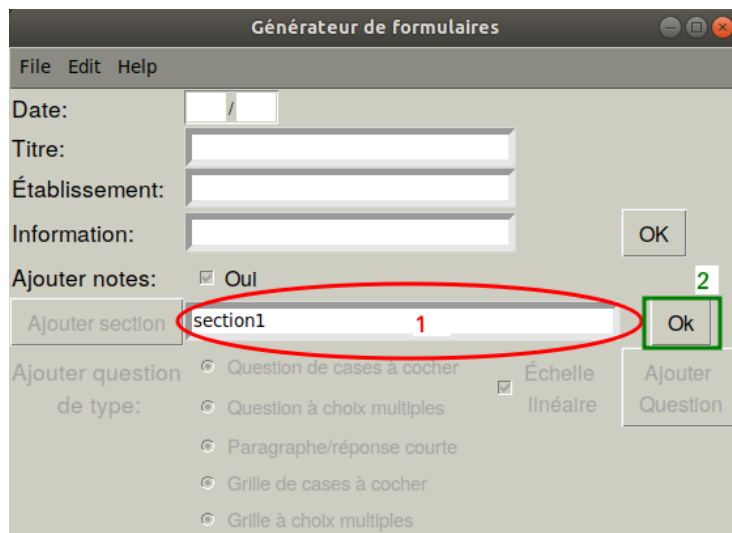 Générateur de formulaires
File Edit Help
Date: /
Titre:
Établissement:
Information: OK
Ajouter notes: Oui 2
Ajouter section section1 1 Ok
Ajouter question de type:
Question de cases à cocher
Question à choix multiples
Paragraphe/réponse courte
Grille de cases à cocher
Grille à choix multiples
Échelle
linéaire
Ajouter
Question